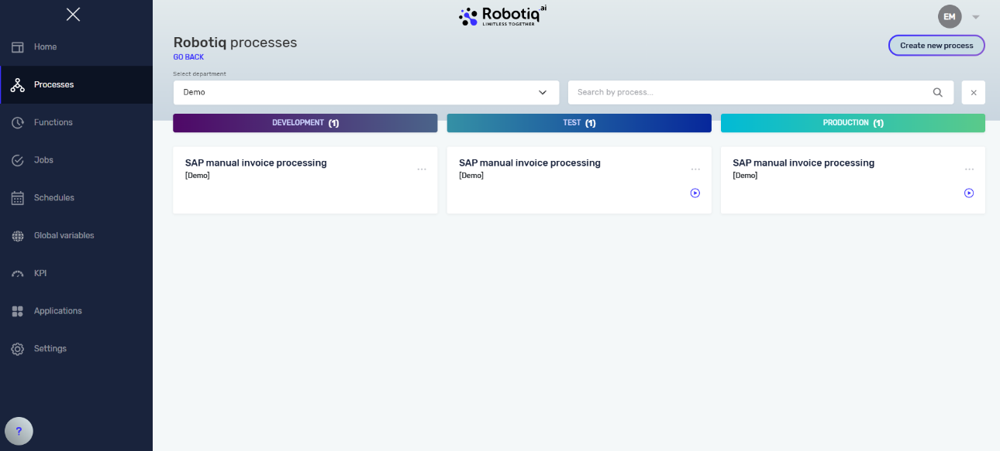 Robotiq.ai
LIMITLESS TOGETHER
EM
Home
Processes
Functions
Jobs
Schedules
Global variables
KPI
Applications
Settings
?
Robotiq processes
GO BACK
Create new process
Select department
Demo
Search by process...
DEVELOPMENT (1)
TEST (1)
PRODUCTION (1)
SAP manual invoice processing
[Demo]
SAP manual invoice processing
[Demo]
SAP manual invoice processing
[Demo]